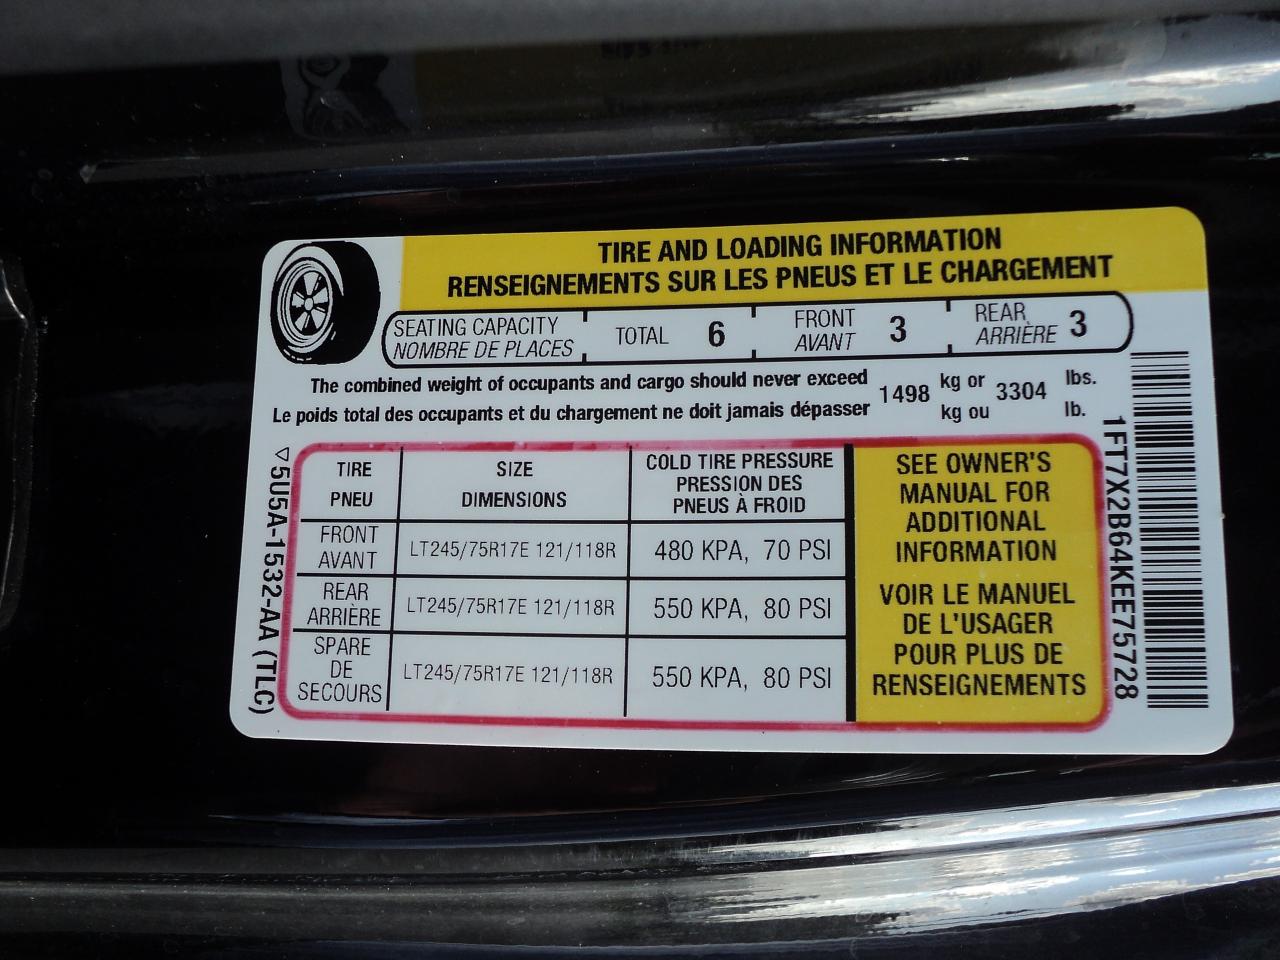 TIRE AND LOADING INFORMATION
RENSEIGNEMENTS SUR LES PNEUS ET LE CHARGEMENT
SEATING CAPACITY
NOMBRE DE PLACES
TOTAL 6
FRONT
AVANT
3
REAR
ARRIÈRE
3
The combined weight of occupants and cargo should never exceed
Le poids total des occupants et du chargement ne doit jamais dépasser
1498
kg or
kg ou
3304
lbs.
lb.
TIRE
PNEU
SIZE
DIMENSIONS
COLD TIRE PRESSURE
PRESSION DES
PNEUS À FROID
FRONT
AVANT
LT245/75R17E 121/118R
480 KPA, 70 PSI
REAR
ARRIÈRE
LT245/75R17E 121/118R
550 KPA, 80 PSI
SPARE
DE
SECOURS
LT245/75R17E 121/118R
550 KPA, 80 PSI
SEE OWNER'S
MANUAL FOR
ADDITIONAL
INFORMATION
VOIR LE MANUEL
DE L'USAGER
POUR PLUS DE
RENSEIGNEMENTS
▽5U5A-1532-AA (TLC)
1FT7X2B64KEE75728